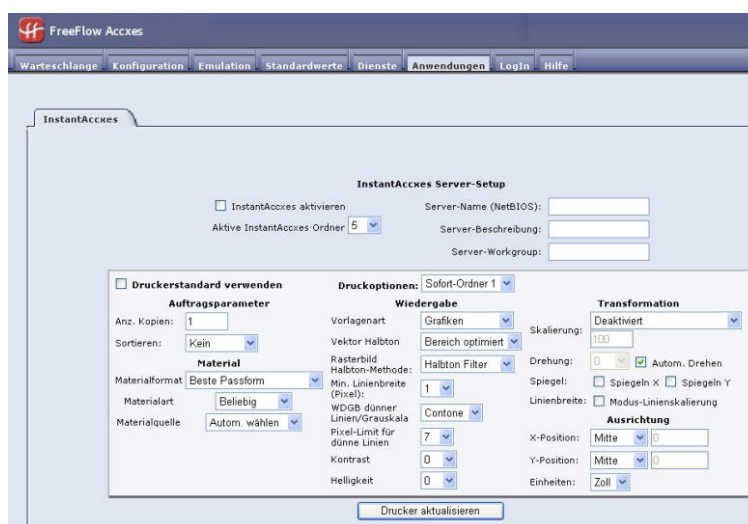 FreeFlow Accxes
Warteschlange Konfiguration Emulation Standardwerte Dienste Anwendungen LogIn Hilfe
InstantAccxes
InstantAccxes Server-Setup
InstantAccxes aktivieren
Server-Name (NetBIOS):
Aktive InstantAccxes Ordner 5
Server-Beschreibung:
Server-Workgroup:
Druckerstandard verwenden
Druckoptionen: Sofort-Ordner 1
Auftragsparameter
Anz. Kopien: 1
Sortieren: Kein
Material
Materialformat Beste Passform
Materialart Beliebig
Materialquelle Autom. wählen
Wiedergabe
Vorlagenart Grafiken
Vektor Halbton Bereich optimiert
Rasterbild
Halbton-Methode: Halbton Filter
Min. Linienbreite
(Pixel): 1
WDGB dünner
Linien/Grauskala Contone
Pixel-Limit für
dünne Linien 7
Kontrast 0
Helligkeit 0
Transformation
Skalierung: Deaktiviert
100
Drehung: 0 Autom. Drehen
Spiegel: Spiegeln X Spiegeln Y
Linienbreite: Modus-Linienskalierung
Ausrichtung
X-Position: Mitte 0
Y-Position: Mitte 0
Einheiten: Zoll
Drucker aktualisieren